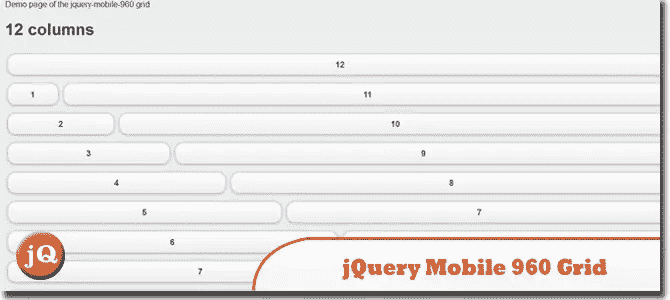 Demo page of the jquery-mobile-960 grid
12 columns
12
1 11
2 10
3 9
4 8
5 7
6
7
jQ
jQuery Mobile 960 Grid